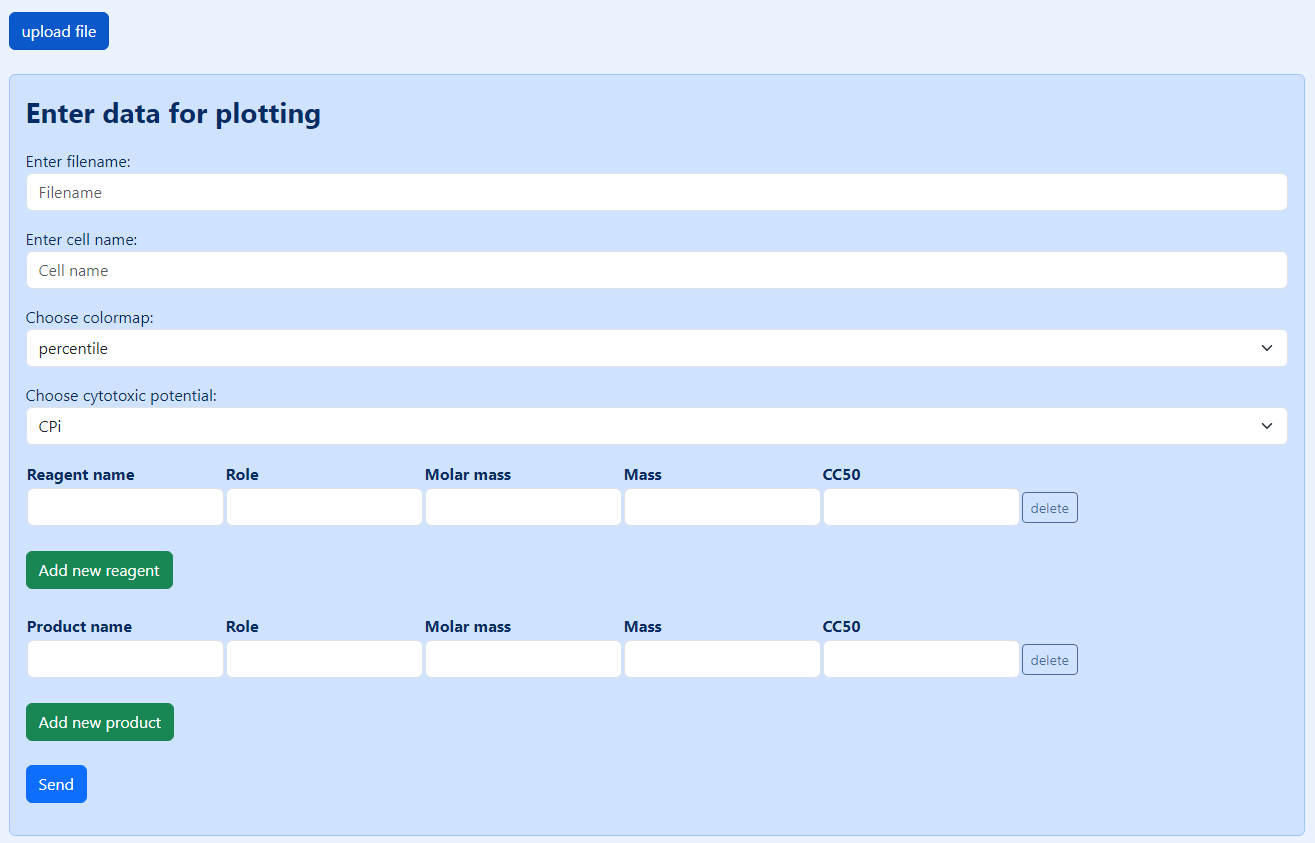 upload file
Enter data for plotting
Enter filename:
Filename
Enter cell name:
Cell name
Choose colormap:
percentile
Choose cytotoxic potential:
CPi
Reagent name Role Molar mass Mass CC50
delete
Add new reagent
Product name Role Molar mass Mass CC50
delete
Add new product
Send